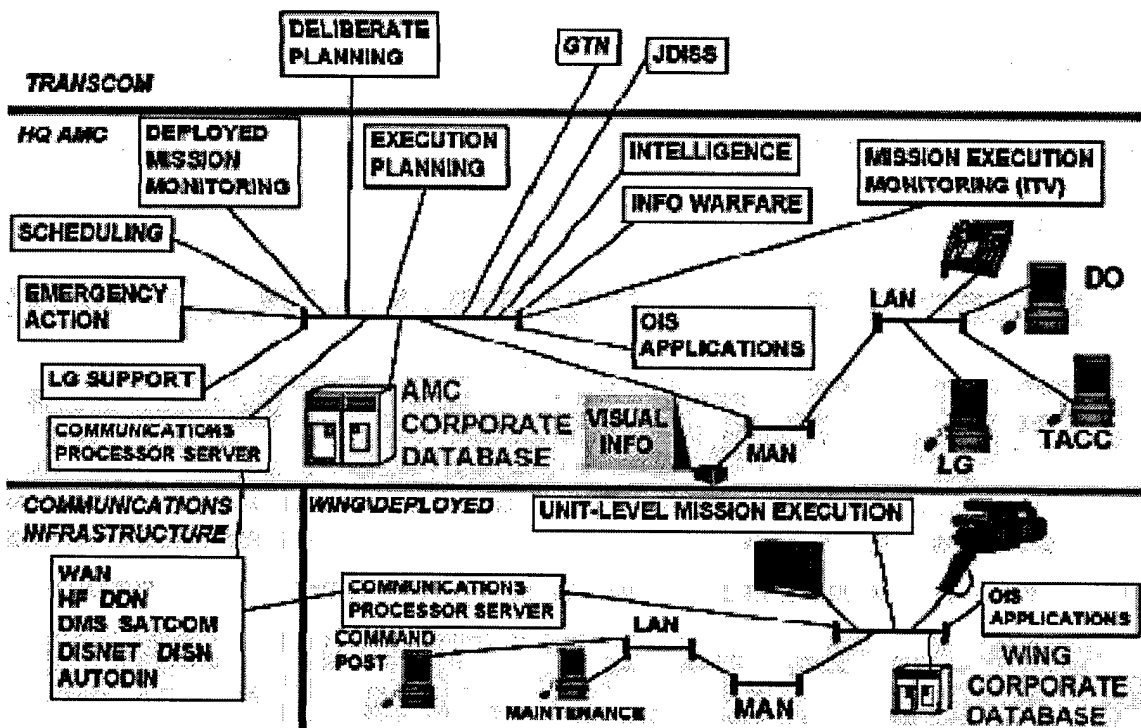 DELIBERATE
PLANNING
GTN
JDISS
TRANSCOM
HQ AMC
DEPLOYED
MISSION
MONITORING
EXECUTION
PLANNING
INTELLIGENCE
MISSION EXECUTION
MONITORING (ITV)
INFO WARFARE
SCHEDULING
EMERGENCY
ACTION
LAN
DO
OIS
APPLICATIONS
LG SUPPORT
AMC
CORPORATE
DATABASE
VISUAL
INFO
COMMUNICATIONS
PROCESSOR SERVER
MAN
LG
TACC
COMMUNICATIONS
INFRASTRUCTURE
WING\DEPLOYED
UNIT-LEVEL MISSION EXECUTION
WAN
HF DDN
DMS SATCOM
DISNET DISN
AUTODIN
COMMUNICATIONS
PROCESSOR SERVER
OIS
APPLICATIONS
COMMAND
POST
LAN
MAINTENANCE
MAN
WING
CORPORATE
DATABASE